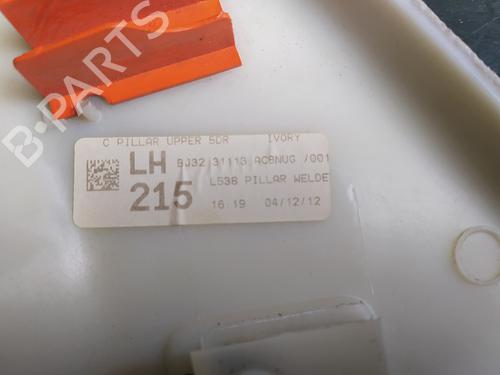 C PILLAR UPPER 5DR IVORY
LH BJ32 31113 AC8NUG /001
215 L538 PILLAR WELDE
16:19 04/12/12
B-PARTS